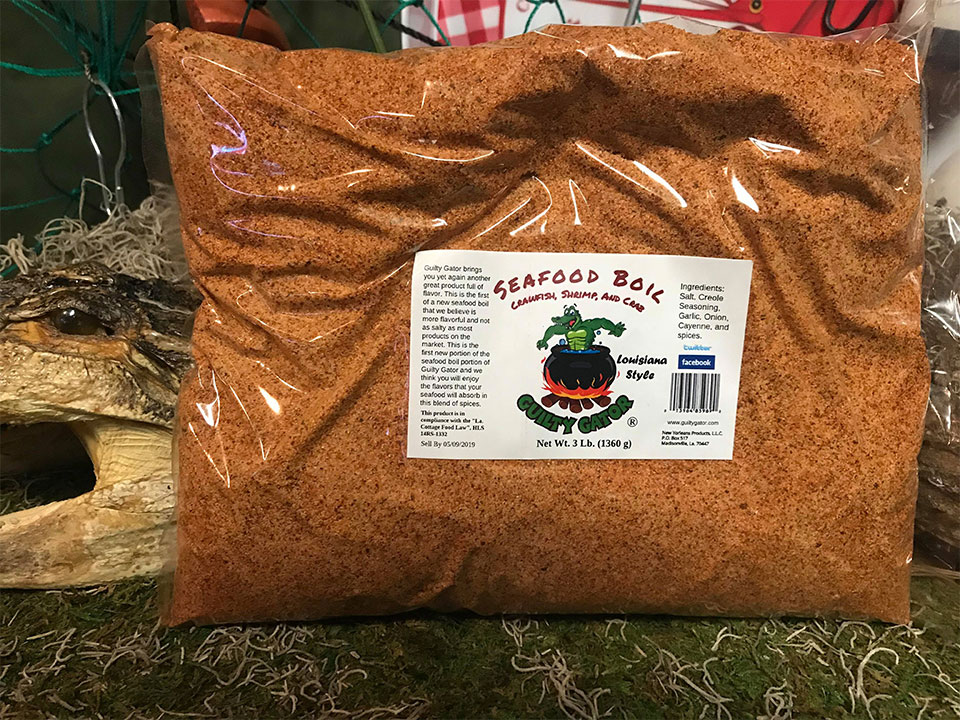 Guilty Gator brings
you yet again another
great product full of
flavor. This is the first
of a new seafood boil
that we believe is
more flavorful and not
as salty as most
products on the
market. This is the
first new portion of the
seafood boil portion of
Guilty Gator and we
think you will enjoy
the flavors that your
seafood will absorb in
this blend of spices.
This product is in
compliance with the "La.
Cottage Food Law", HLS
14RS-1332
Sell By 05/09/2019
SEAFOOD BOIL
CRAWFISH, SHRIMP, AND CRAB
Louisiana
Style
GUILTY GATOR ®
Net Wt. 3 Lb. (1360 g)
Ingredients:
Salt, Creole
Seasoning,
Garlic, Onion,
Cayenne, and
spices.
twitter
facebook
www.guiltygator.com
New Yorleans Products, L.L.C.
P.O. Box 517
Madisonville, La. 70447